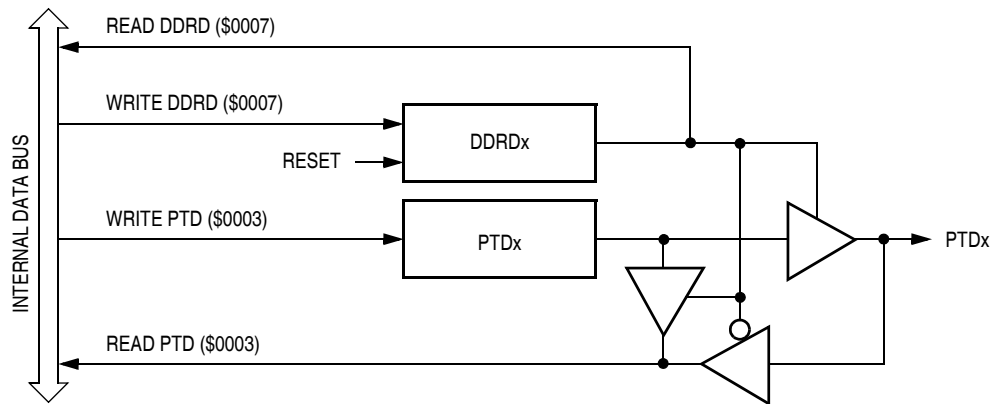 READ DDRD ($0007)
WRITE DDRD ($0007)
DDRDx
RESET
INTERNAL DATA BUS
WRITE PTD ($0003)
PTDx
PTDx
READ PTD ($0003)